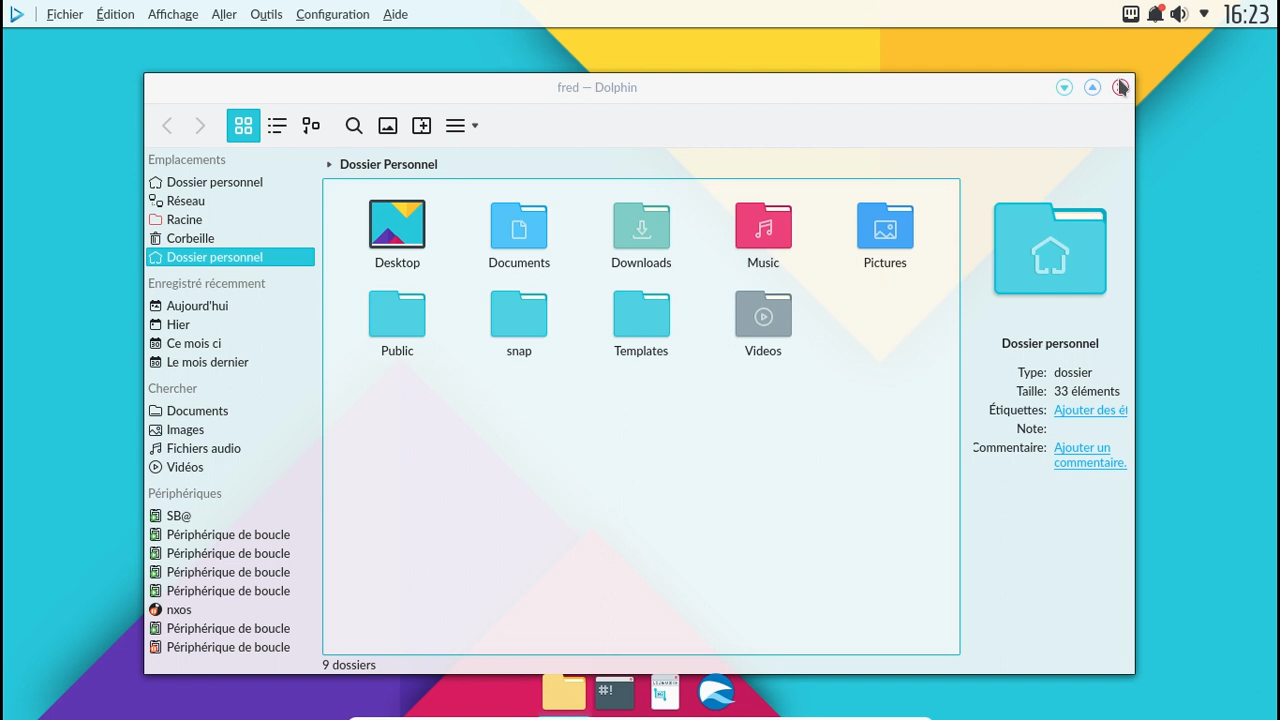 Fichier Édition Affichage Aller Outils Configuration Aide 16:23
fred — Dolphin
Emplacements
Dossier personnel
Réseau
Racine
Corbeille
Dossier personnel
Enregistré récemment
Aujourd'hui
Hier
Ce mois ci
Le mois dernier
Chercher
Documents
Images
Fichiers audio
Vidéos
Périphériques
SB@
Périphérique de boucle
Périphérique de boucle
Périphérique de boucle
Périphérique de boucle
nxos
Périphérique de boucle
Périphérique de boucle
Dossier Personnel
Desktop Documents Downloads Music Pictures
Public snap Templates Videos
9 dossiers
Dossier personnel
Type: dossier
Taille: 33 éléments
Étiquettes: Ajouter des ét
Note:
Commentaire: Ajouter un
commentaire.
#!